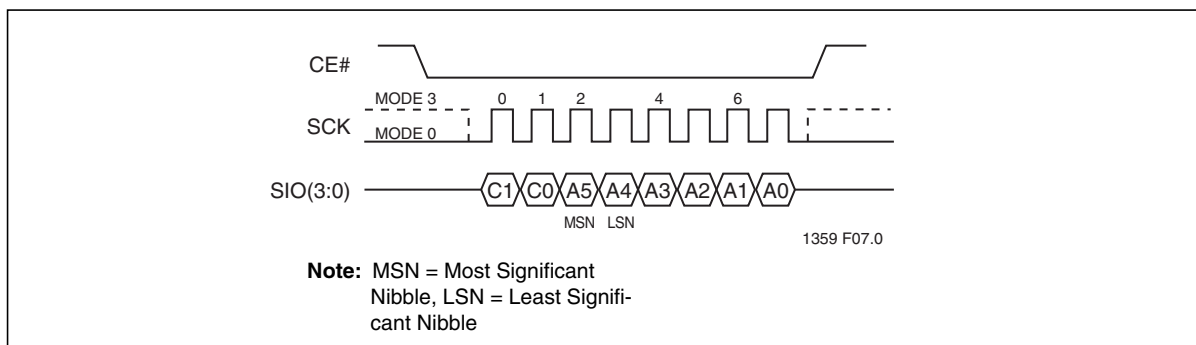 CE#
MODE 3 0 1 2 4 6
SCK
MODE 0
SIO(3:0) C1 C0 A5 A4 A3 A2 A1 A0
MSN LSN
1359 F07.0
Note: MSN = Most Significant
Nibble, LSN = Least Signifi-
cant Nibble